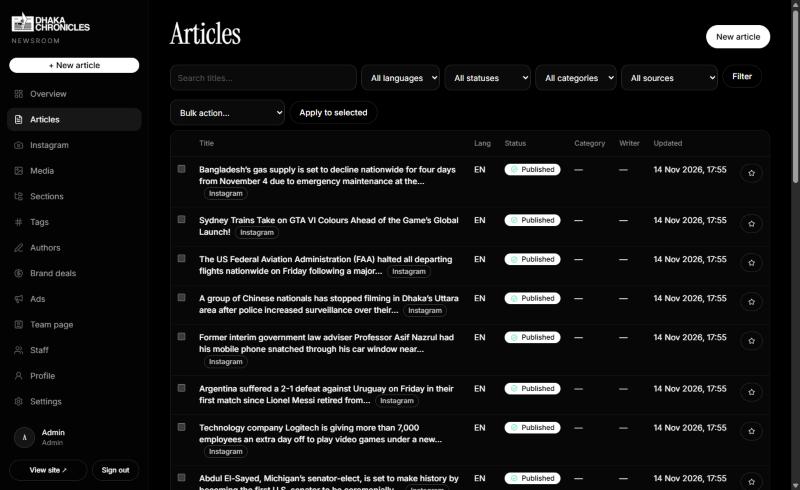 DHAKA
CHRONICLES
NEWSROOM
+ New article
Overview
Articles
Instagram
Media
Sections
Tags
Authors
Brand deals
Ads
Team page
Staff
Profile
Settings
A
Admin
Admin
View site ↗
Sign out
Articles
New article
Search titles...
All languages
All statuses
All categories
All sources
Filter
Bulk action...
Apply to selected
Title Lang Status Category Writer Updated
Bangladesh's gas supply is set to decline nationwide for four days EN Published — — 14 Nov 2026, 17:55
from November 4 due to emergency maintenance at the...
Instagram
Sydney Trains Take on GTA VI Colours Ahead of the Game's Global EN Published — — 14 Nov 2026, 17:55
Launch! Instagram
The US Federal Aviation Administration (FAA) halted all departing EN Published — — 14 Nov 2026, 17:55
flights nationwide on Friday following a major... Instagram
A group of Chinese nationals has stopped filming in Dhaka's Uttara EN Published — — 14 Nov 2026, 17:55
area after police increased surveillance over their... Instagram
Former interim government law adviser Professor Asif Nazrul had EN Published — — 14 Nov 2026, 17:55
his mobile phone snatched through his car window near...
Instagram
Argentina suffered a 2-1 defeat against Uruguay on Friday in their EN Published — — 14 Nov 2026, 17:55
first match since Lionel Messi retired from... Instagram
Technology company Logitech is giving more than 7,000 EN Published — — 14 Nov 2026, 17:55
employees an extra day off to play video games under a new...
Instagram
Abdul El-Sayed, Michigan's senator-elect, is set to make history by EN Published — — 14 Nov 2026, 17:55
becoming the first U.S. senator to be ceremonially... Instagram